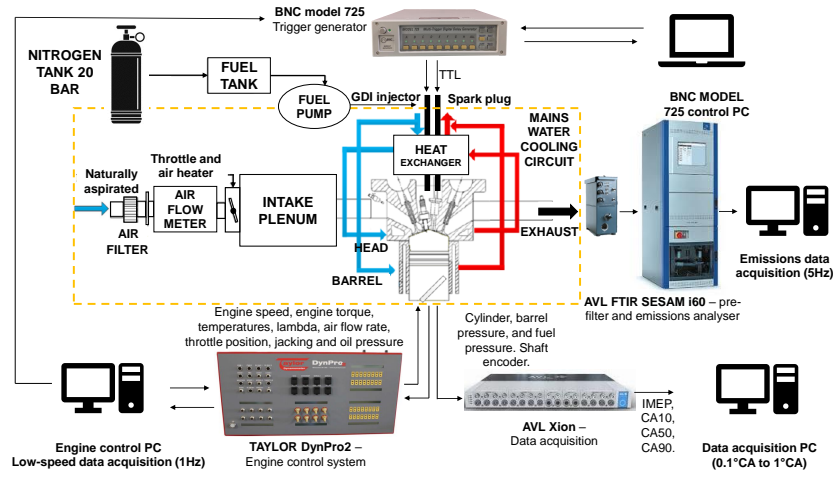 BNC model 725
Trigger generator
NITROGEN
TANK 20
BAR
FUEL
TANK
FUEL
PUMP
GDI injector
TTL
Spark plug
BNC MODEL
725 control PC
MAINS
WATER
COOLING
CIRCUIT
HEAT
EXCHANGER
Naturally
aspirated
Throttle and
air heater
AIR
FLOW
METER
INTAKE
PLENUM
AIR
FILTER
HEAD
BARREL
EXHAUST
Emissions data
acquisition (5Hz)
AVL FTIR SESAM i60 – pre-
filter and emissions analyser
Engine speed, engine torque,
temperatures, lambda, air flow rate,
throttle position, jacking and oil pressure
Cylinder, barrel
pressure, and fuel
pressure. Shaft
encoder.
Taylor
DynPro2
IMEP,
CA10,
CA50,
CA90.
Engine control PC
Low-speed data acquisition (1Hz)
TAYLOR DynPro2 –
Engine control system
AVL Xion –
Data acquisition
Data acquisition PC
(0.1°CA to 1°CA)